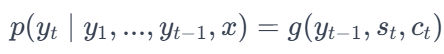 p(y_t | y_1, ..., y_{t−1}, x) = g(y_{t−1}, s_t, c_t)